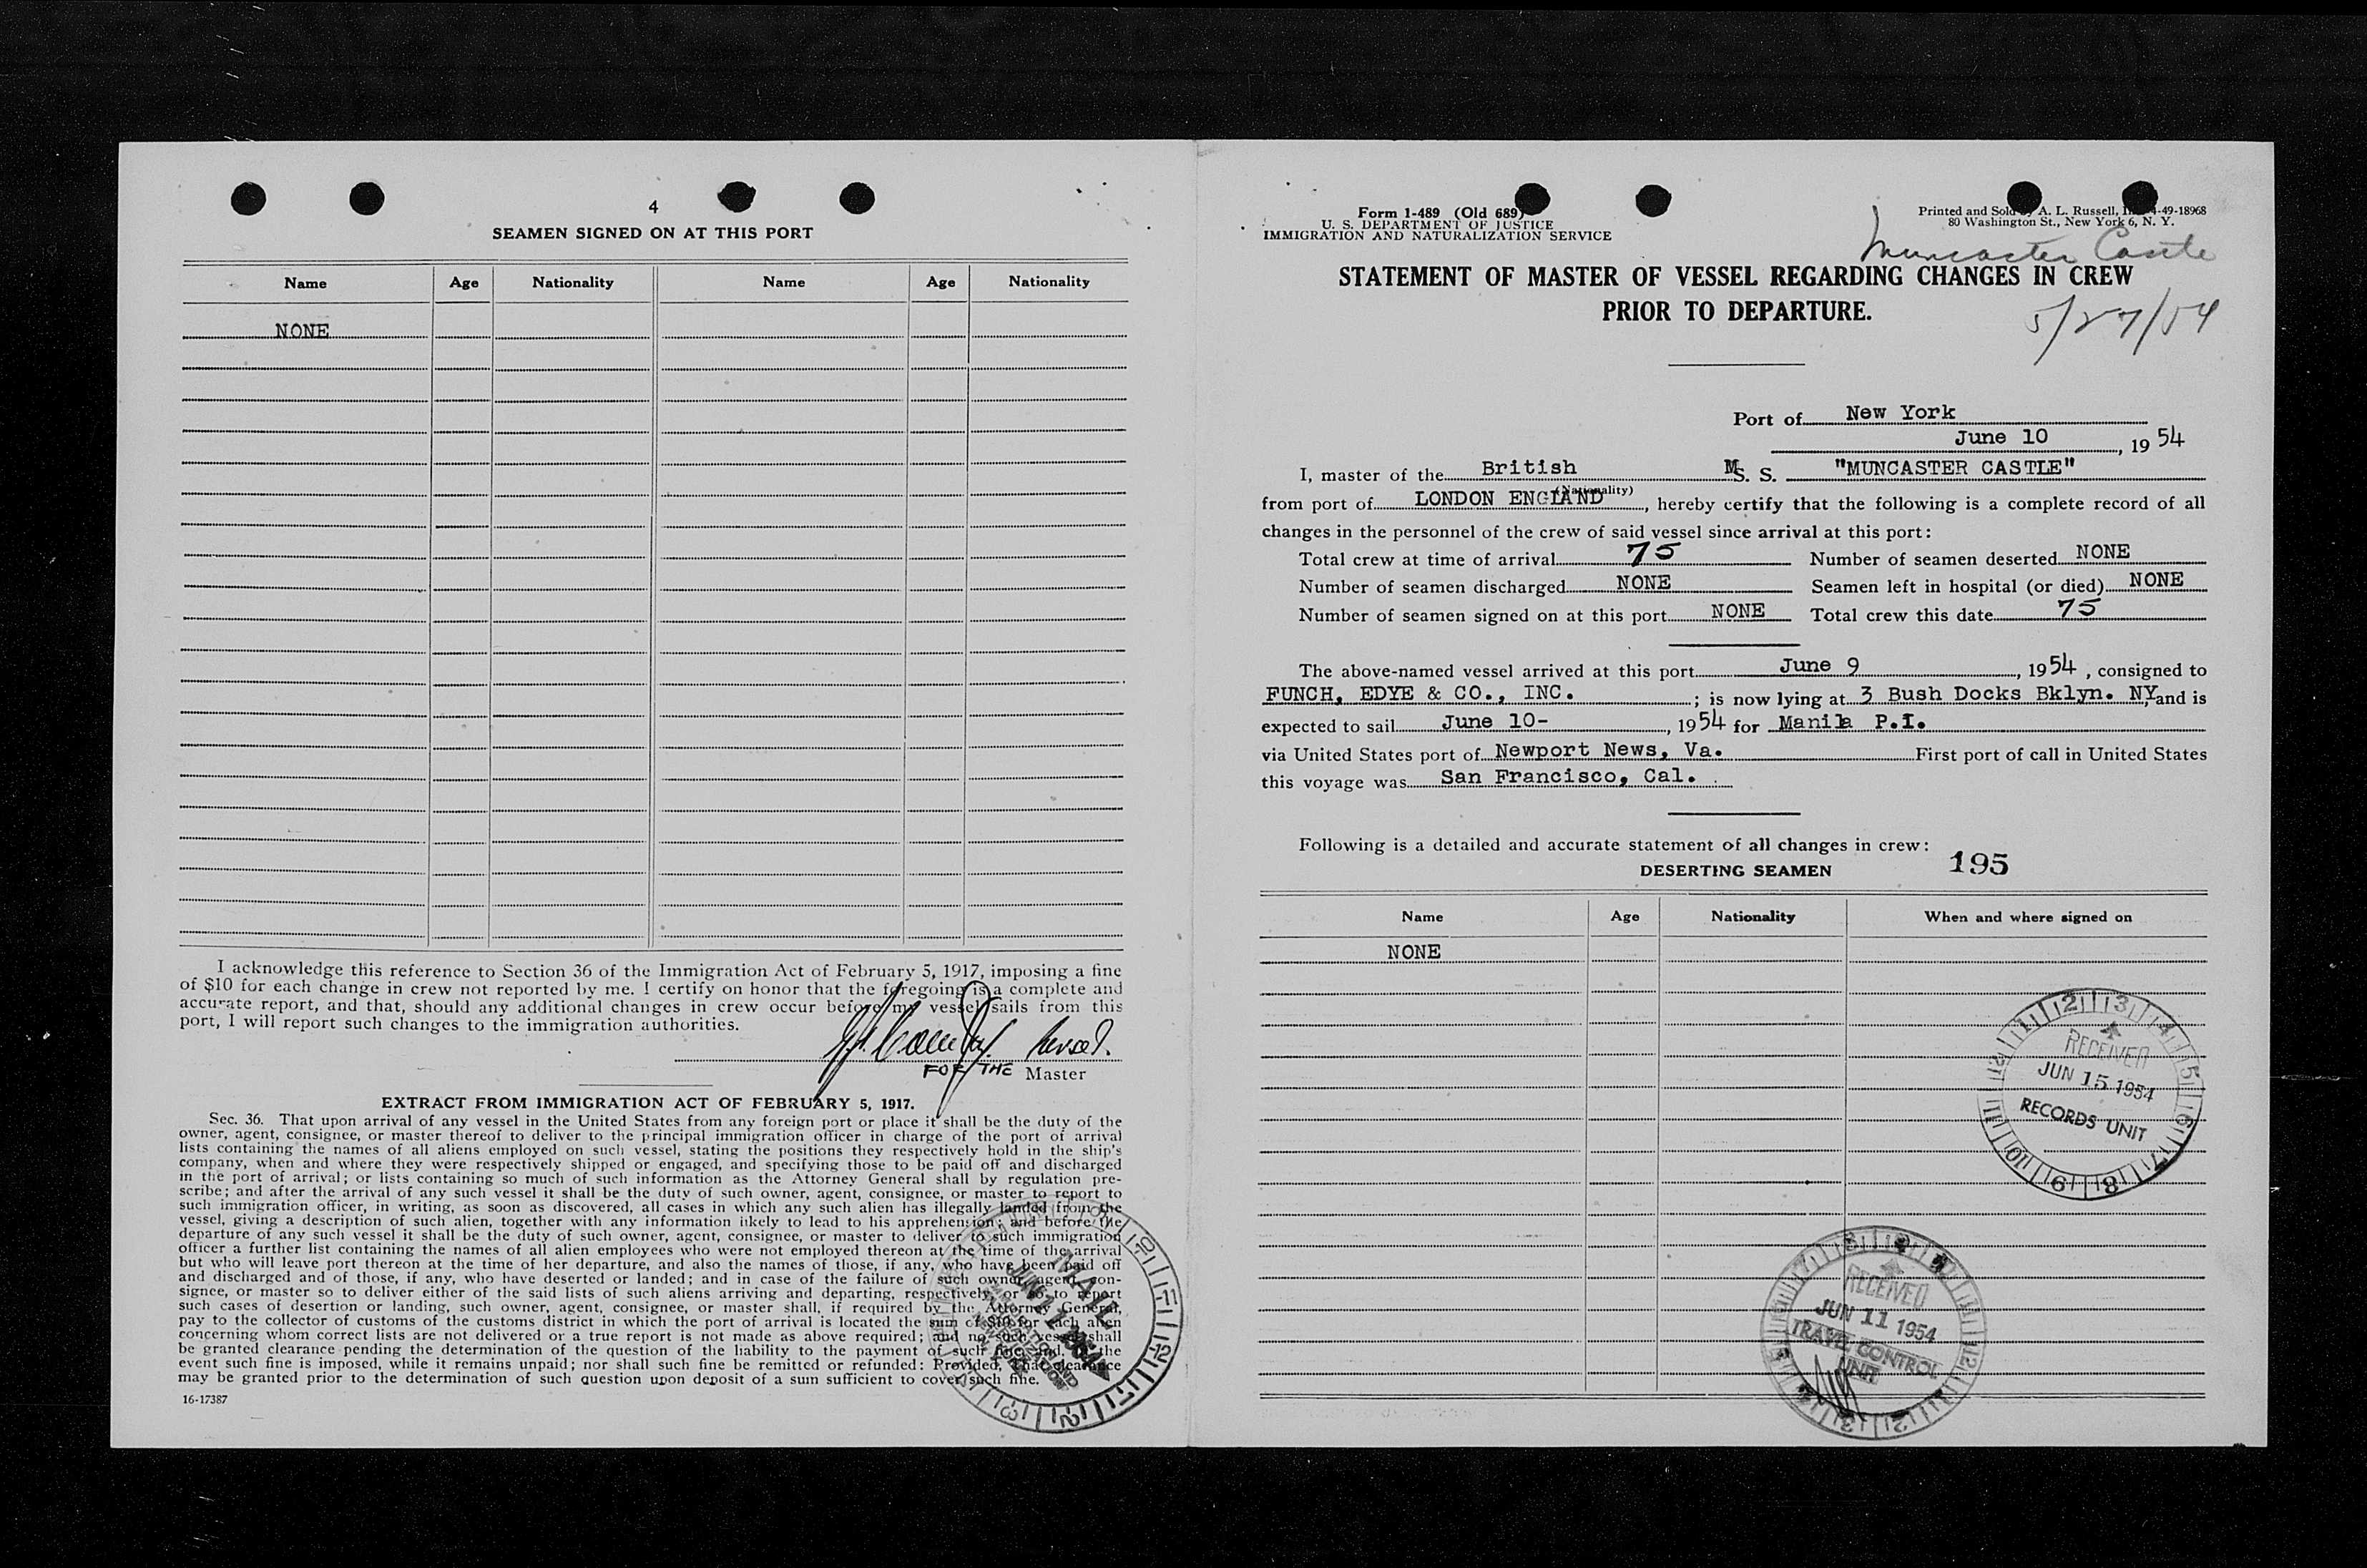 4
SEAMEN SIGNED ON AT THIS PORT
Name Age Nationality Name Age Nationality
NONE
I acknowledge this reference to Section 36 of the Immigration Act of February 5, 1917, imposing a fine
of $10 for each change in crew not reported by me. I certify on honor that the foregoing is a complete and
accurate report, and that, should any additional changes in crew occur before my vessel sails from this
port, I will report such changes to the immigration authorities.
FOR THE Master
EXTRACT FROM IMMIGRATION ACT OF FEBRUARY 5, 1917.
Sec. 36. That upon arrival of any vessel in the United States from any foreign port or place it shall be the duty of the
owner, agent, consignee, or master thereof to deliver to the principal immigration officer in charge of the port of arrival
lists containing the names of all aliens employed on such vessel, stating the positions they respectively hold in the ship's
company, when and where they were respectively shipped or engaged, and specifying those to be paid off and discharged
in the port of arrival; or lists containing so much of such information as the Attorney General shall by regulation pre-
scribe; and after the arrival of any such vessel it shall be the duty of such owner, agent, consignee, or master to report to
such immigration officer, in writing, as soon as discovered, all cases in which any such alien has illegally landed from the
vessel, giving a description of such alien, together with any information likely to lead to his apprehension; and before the
departure of any such vessel it shall be the duty of such owner, agent, consignee, or master to deliver to such immigration
officer a further list containing the names of all alien employees who were not employed thereon at the time of the arrival
but who will leave port thereon at the time of her departure, and also the names of those, if any, who have been paid off
and discharged and of those, if any, who have deserted or landed; and in case of the failure of such owner, agent, con-
signee, or master so to deliver either of the said lists of such aliens arriving and departing, respectively, or so to report
such cases of desertion or landing, such owner, agent, consignee, or master shall, if required by the Attorney General,
pay to the collector of customs of the customs district in which the port of arrival is located the sum of $10 for each alien
concerning whom correct lists are not delivered or a true report is not made as above required; and no such vessel shall
be granted clearance pending the determination of the question of the liability to the payment of such fine, and, in the
event such fine is imposed, while it remains unpaid; nor shall such fine be remitted or refunded: Provided, That clearance
may be granted prior to the determination of such question upon deposit of a sum sufficient to cover such fine.
16-17387
MAIL
JUN 11 1954
Form 1-489 (Old 689)
U. S. DEPARTMENT OF JUSTICE
IMMIGRATION AND NATURALIZATION SERVICE
Printed and Sold by A. L. Russell, 4-49-18968
80 Washington St., New York 6, N. Y.
Muncaster Castle
STATEMENT OF MASTER OF VESSEL REGARDING CHANGES IN CREW
PRIOR TO DEPARTURE.
5/27/54
Port of New York
June 10, 1954
I, master of the British M S. S. "MUNCASTER CASTLE"
(Nationality)
from port of LONDON ENGLAND, hereby certify that the following is a complete record of all
changes in the personnel of the crew of said vessel since arrival at this port:
Total crew at time of arrival 75 Number of seamen deserted NONE
Number of seamen discharged NONE Seamen left in hospital (or died) NONE
Number of seamen signed on at this port NONE Total crew this date 75
The above-named vessel arrived at this port June 9, 1954, consigned to
FUNCH, EDYE & CO., INC.; is now lying at 3 Bush Docks Bklyn. NY, and is
expected to sail June 10-, 1954 for Manila P.I.
via United States port of Newport News, Va. First port of call in United States
this voyage was San Francisco, Cal.
Following is a detailed and accurate statement of all changes in crew:
DESERTING SEAMEN 195
Name Age Nationality When and where signed on
NONE
RECEIVED
JUN 15 1954
RECORDS UNIT
RECEIVED
JUN 11 1954
TRAVEL CONTROL
UNIT